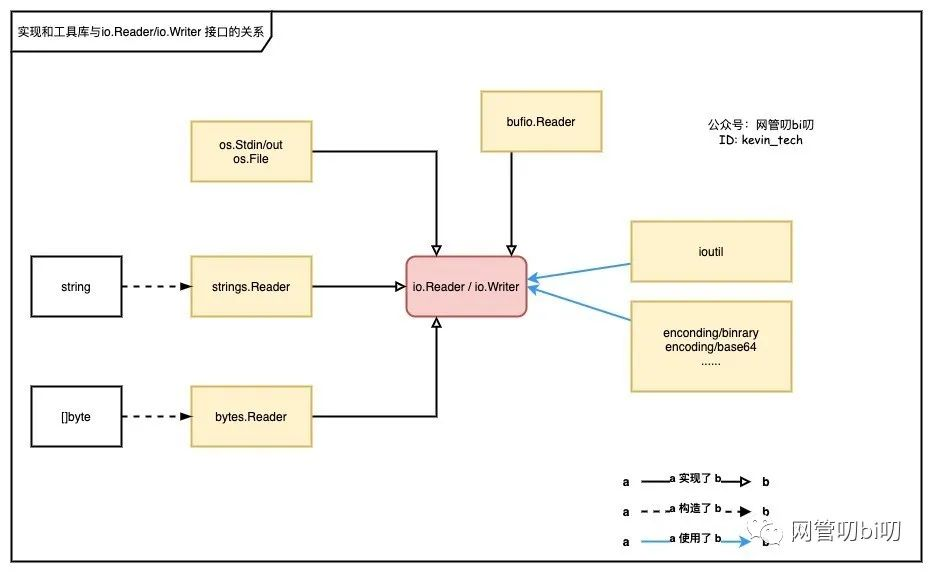 实现和工具库与io.Reader/io.Writer 接口的关系
bufio.Reader
公众号：网管叨bi叨
ID: kevin_tech
os.Stdin/out
os.File
ioutil
string
strings.Reader
io.Reader / io.Writer
enconding/binrary
encoding/base64
......
[]byte
bytes.Reader
a a 实现了 b b
a a 构造了 b b
a a 使用了 b b
网管叨bi叨